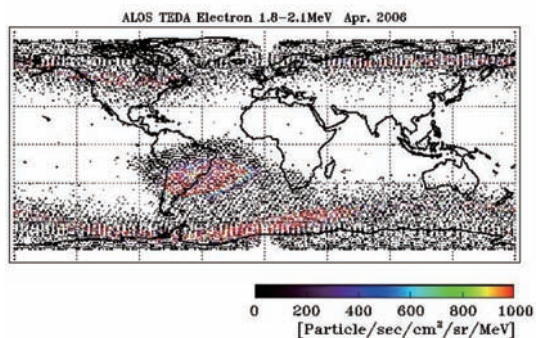 ALOS TEDA Electron 1.8-2.1MeV Apr. 2006
0 200 400 600 800 1000
[Particle/sec/cm²/sr/MeV]